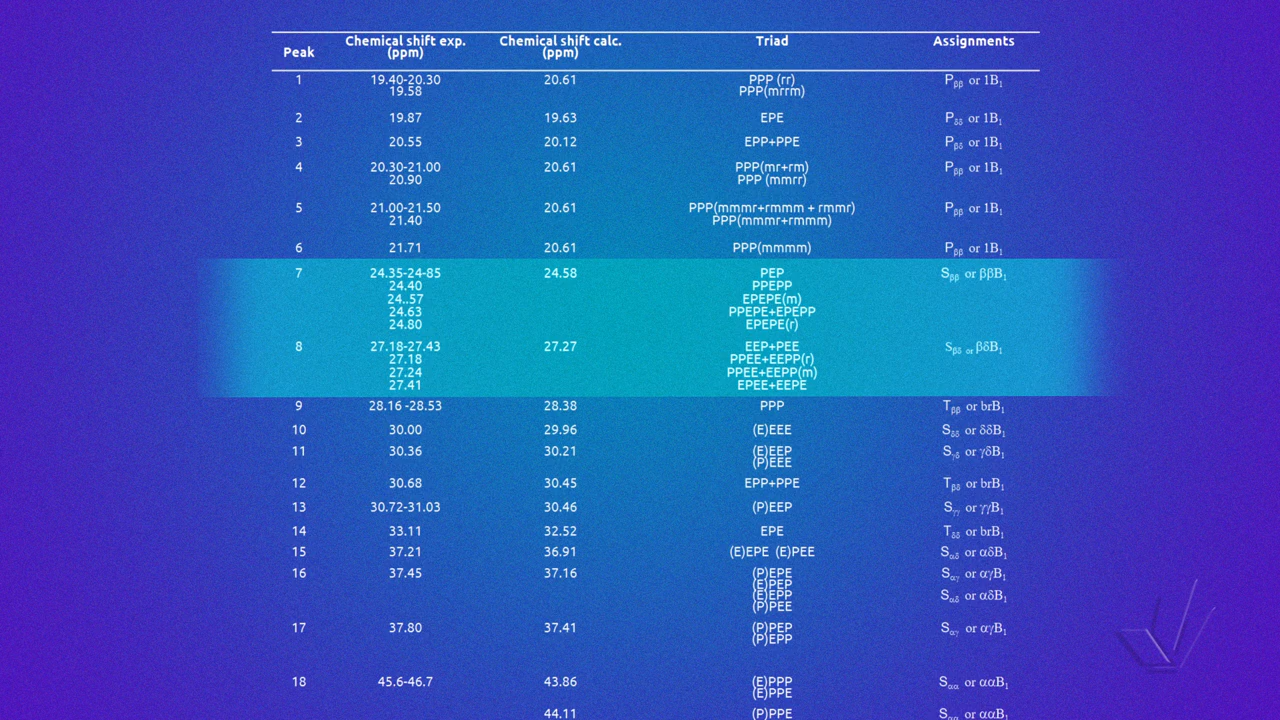 Peak Chemical shift exp. (ppm) Chemical shift calc. (ppm) Triad Assignments
1 19.40-20.30 20.61 PPP (rr) Pββ or 1B1
19.58 PPP(mrrm)
2 19.87 19.63 EPE Pδδ or 1B1
3 20.55 20.12 EPP+PPE Pβδ or 1B1
4 20.30-21.00 20.61 PPP(mr+rm) Pββ or 1B1
20.90 PPP (mmrr)
5 21.00-21.50 20.61 PPP(mmmr+rmmm + rmmr) Pββ or 1B1
21.40 PPP(mmmr+rmmm)
6 21.71 20.61 PPP(mmmm) Pββ or 1B1
7 24.35-24-85 24.58 PEP Sββ or ββB1
24.40 PPEPP
24..57 EPEPE(m)
24.63 PPEPE+EPEPP
24.80 EPEPE(r)
8 27.18-27.43 27.27 EEP+PEE Sβδ or βδB1
27.18 PPEE+EEPP(r)
27.24 PPEE+EEPP(m)
27.41 EPEE+EEPE
9 28.16 -28.53 28.38 PPP Tββ or brB1
10 30.00 29.96 (E)EEE Sδδ or δδB1
11 30.36 30.21 (E)EEP Sγδ or γδB1
(P)EEE
12 30.68 30.45 EPP+PPE Tβδ or brB1
13 30.72-31.03 30.46 (P)EEP Sγγ or γγB1
14 33.11 32.52 EPE Tδδ or brB1
15 37.21 36.91 (E)EPE (E)PEE Sαδ or αδB1
16 37.45 37.16 (P)EPE Sαγ or αγB1
(E)PEP
(E)EPP Sαδ or αδB1
(P)PEE
17 37.80 37.41 (P)PEP Sαγ or αγB1
(P)EPP
18 45.6-46.7 43.86 (E)PPP Sαα or ααB1
(E)PPE
44.11 (P)PPE Sαα or ααB1